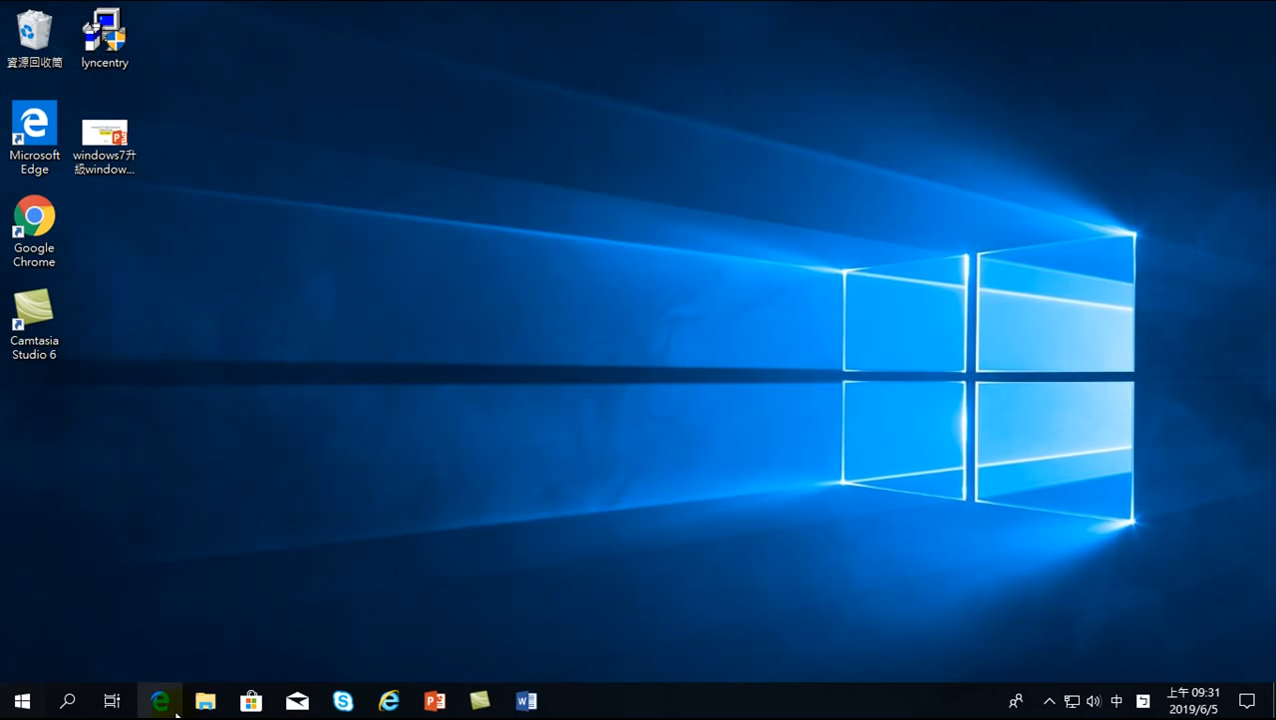 資源回收筒
lyncentry
Microsoft
Edge
windows7升
級window...
Google
Chrome
Camtasia
Studio 6
中
上午 09:31
2019/6/5